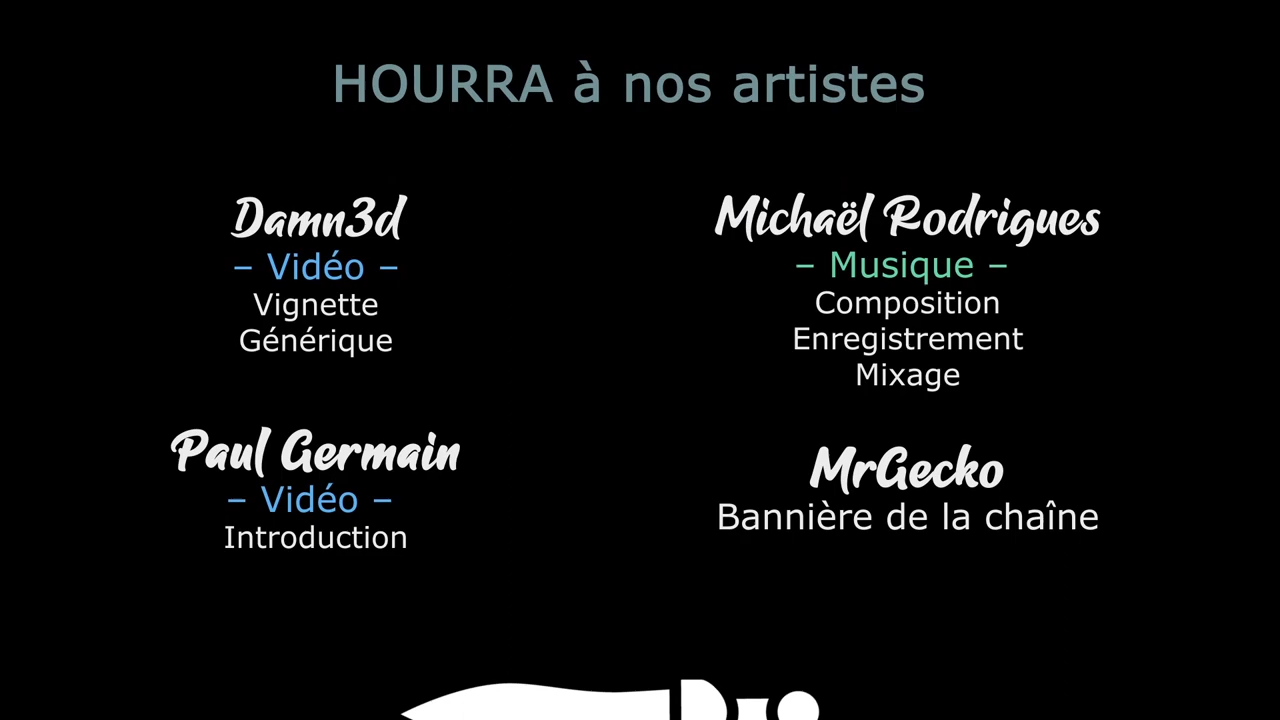 HOURRA à nos artistes
Damn3d
– Vidéo –
Vignette
Générique
Michaël Rodrigues
– Musique –
Composition
Enregistrement
Mixage
Paul Germain
– Vidéo –
Introduction
MrGecko
Bannière de la chaîne